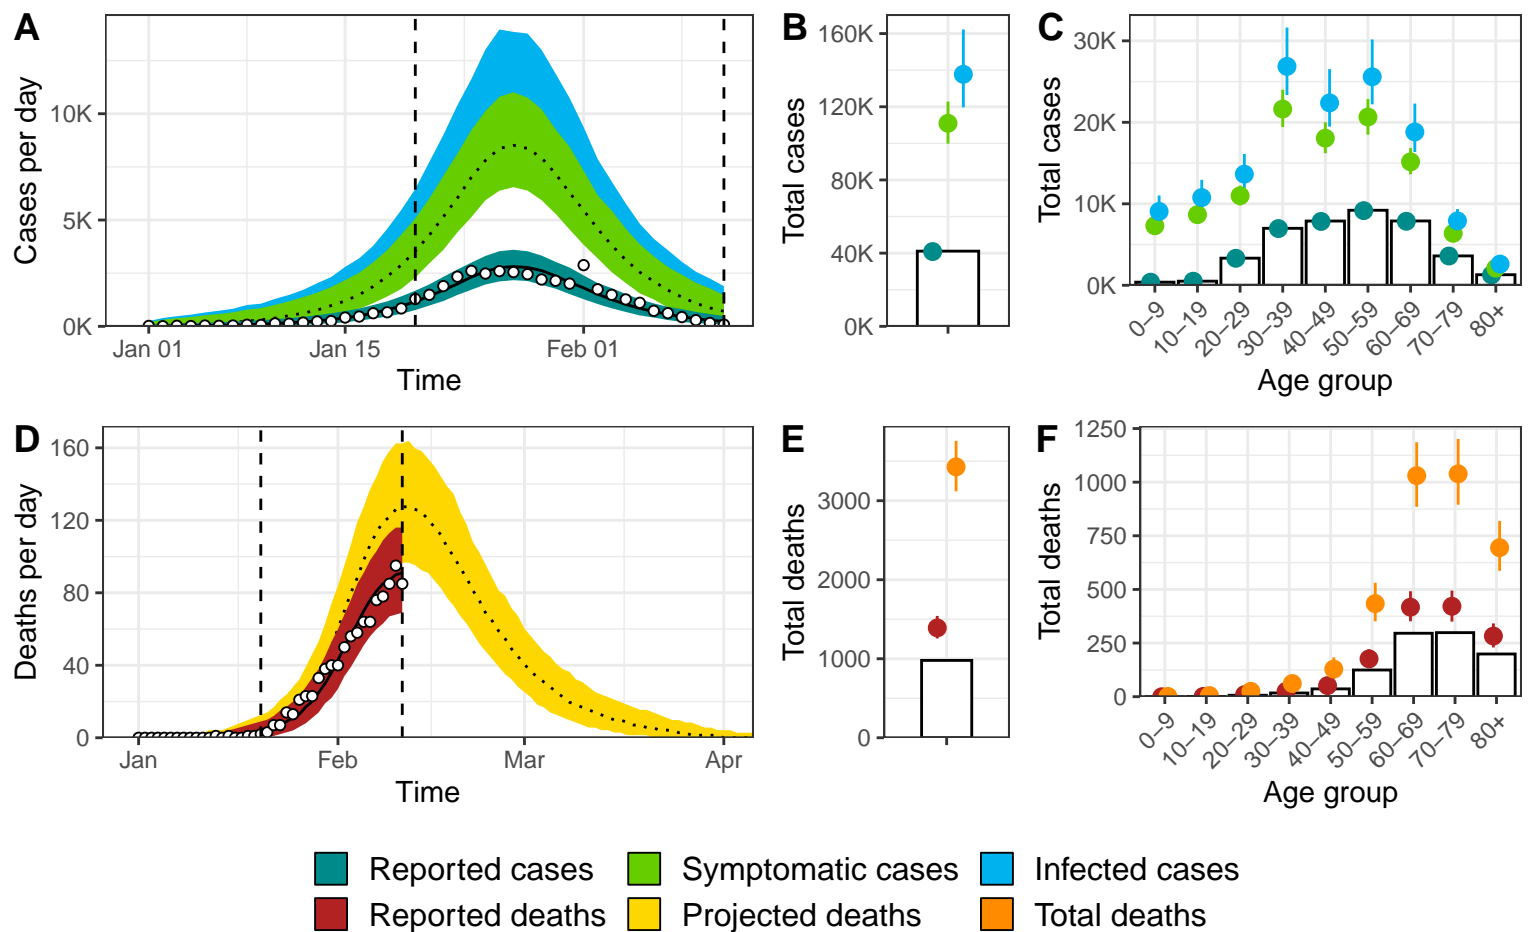 A
Cases per day
10K
5K
0K
Jan 01
Jan 15
Feb 01
Time
B
Total cases
160K
120K
80K
40K
0K
C
Total cases
30K
20K
10K
0K
0–9
10–19
20–29
30–39
40–49
50–59
60–69
70–79
80+
Age group
D
Deaths per day
160
120
80
40
0
Jan
Feb
Mar
Apr
Time
E
Total deaths
3000
2000
1000
0
F
Total deaths
1250
1000
750
500
250
0
0–9
10–19
20–29
30–39
40–49
50–59
60–69
70–79
80+
Age group
Reported cases
Symptomatic cases
Infected cases
Reported deaths
Projected deaths
Total deaths